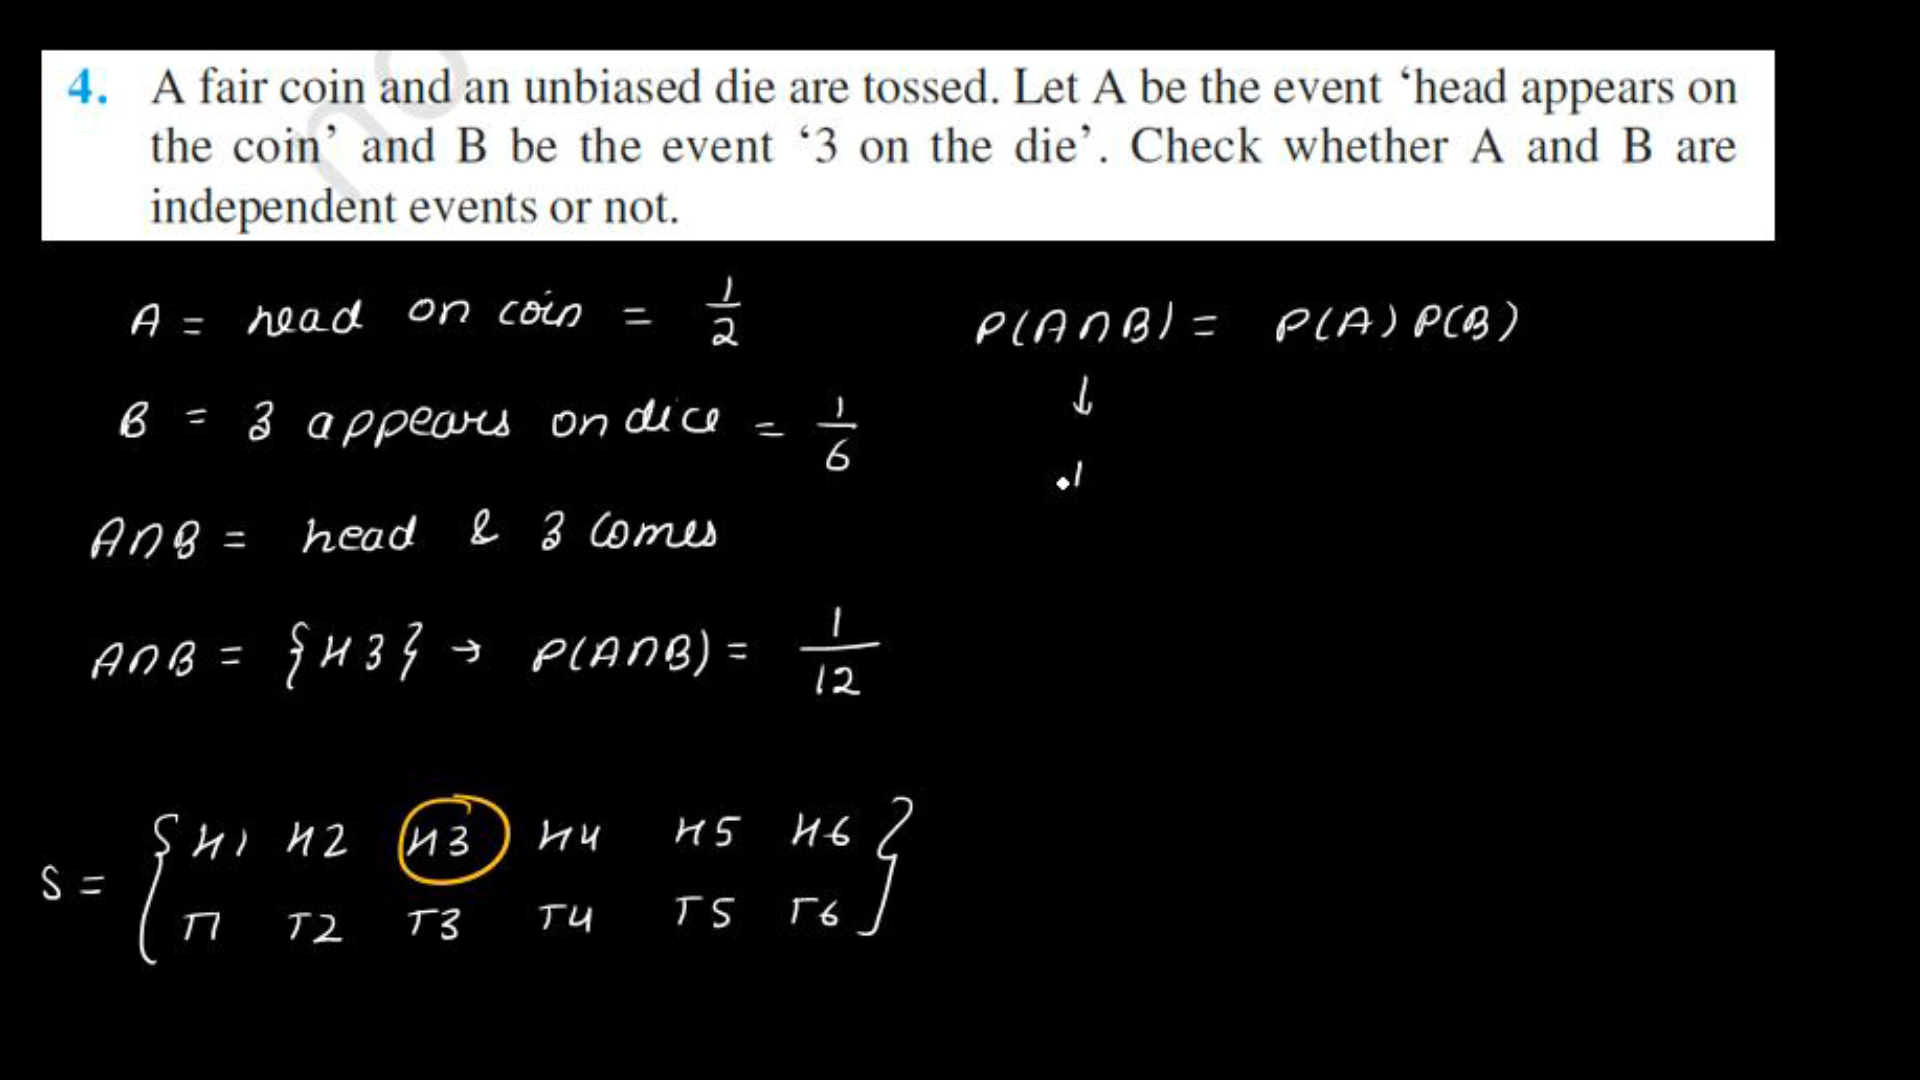 4. A fair coin and an unbiased die are tossed. Let A be the event ‘head appears on
the coin’ and B be the event ‘3 on the die’. Check whether A and B are
independent events or not.
A = head on coin = 1/2
B = 3 appears on dice = 1/6
A∩B = head & 3 comes
A∩B = {H3} → P(A∩B) = 1/12
S = {H1 H2 H3 H4 H5 H6
T1 T2 T3 T4 T5 T6}
P(A∩B) = P(A) P(B)
↓
1